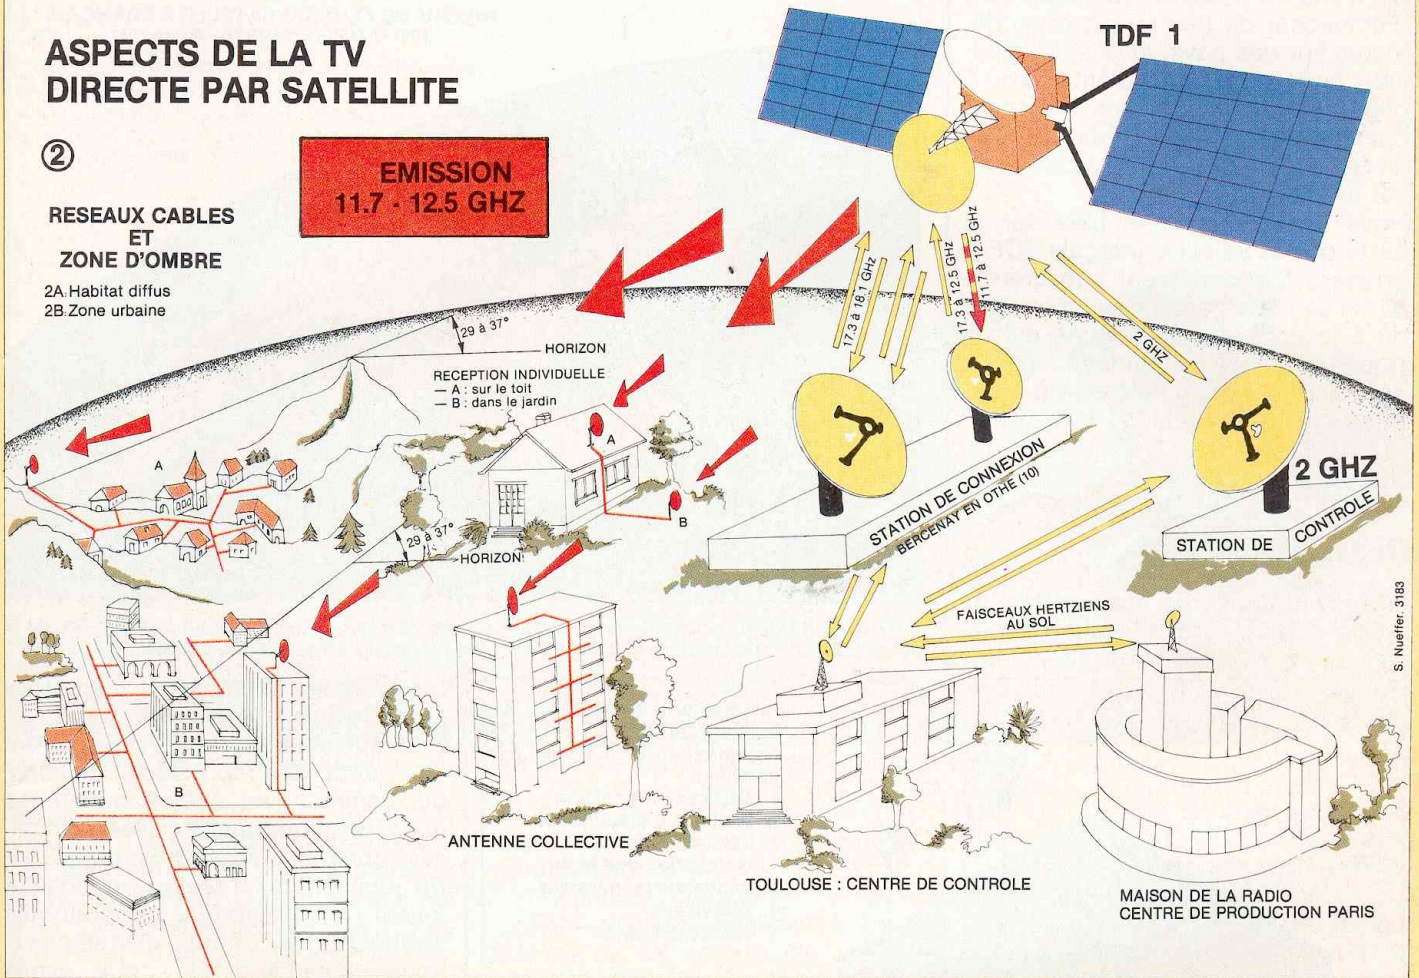 ASPECTS DE LA TV
DIRECTE PAR SATELLITE
TDF 1
②
EMISSION
11.7 - 12.5 GHZ
RESEAUX CABLES
ET
ZONE D'OMBRE
2A:Habitat diffus
2B:Zone urbaine
29 à 37°
HORIZON
RECEPTION INDIVIDUELLE
— A : sur le toit
— B : dans le jardin
17.3 à 18.1 GHZ
17.3 à 12.5 GHZ
11.7 à 12.5 GHZ
2 GHZ
A
A
B
29 à 37°
HORIZON
STATION DE CONNEXION
BERCENAY EN OTHE (10)
2 GHZ
STATION DE CONTROLE
FAISCEAUX HERTZIENS
AU SOL
S. Nueffer. 3183
B
ANTENNE COLLECTIVE
TOULOUSE : CENTRE DE CONTROLE
MAISON DE LA RADIO
CENTRE DE PRODUCTION PARIS